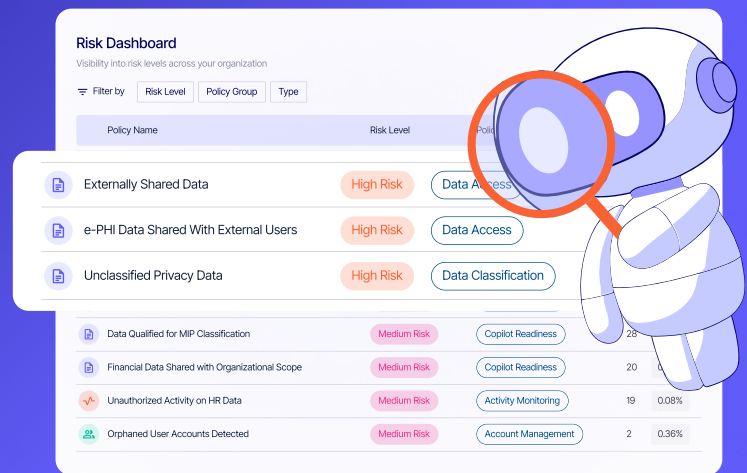 Risk Dashboard
Visibility into risk levels across your organization
Filter by Risk Level Policy Group Type
Policy Name Risk Level
Externally Shared Data High Risk Data Access
e-PHI Data Shared With External Users High Risk Data Access
Unclassified Privacy Data High Risk Data Classification
Data Qualified for MIP Classification Medium Risk Copilot Readiness 28
Financial Data Shared with Organizational Scope Medium Risk Copilot Readiness 20
Unauthorized Activity on HR Data Medium Risk Activity Monitoring 19 0.08%
Orphaned User Accounts Detected Medium Risk Account Management 2 0.36%